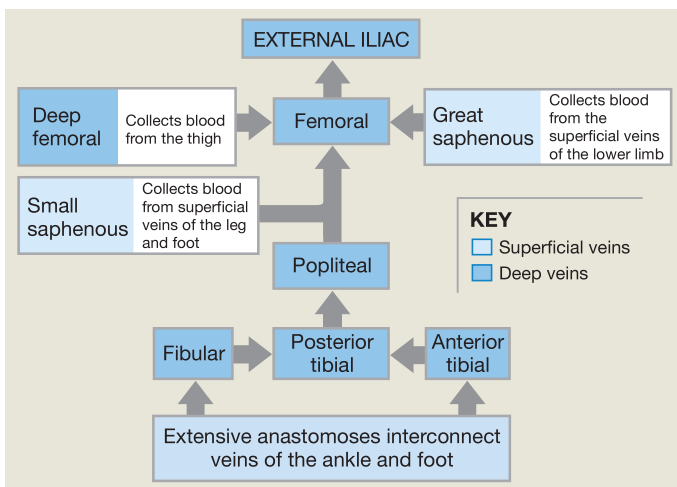 EXTERNAL ILIAC
Deep
femoral
Collects blood
from the thigh
Femoral
Great
saphenous
Collects blood
from the
superficial veins
of the lower limb
Small
saphenous
Collects blood
from superficial
veins of the leg
and foot
KEY
Superficial veins
Deep veins
Popliteal
Fibular
Posterior
tibial
Anterior
tibial
Extensive anastomoses interconnect
veins of the ankle and foot